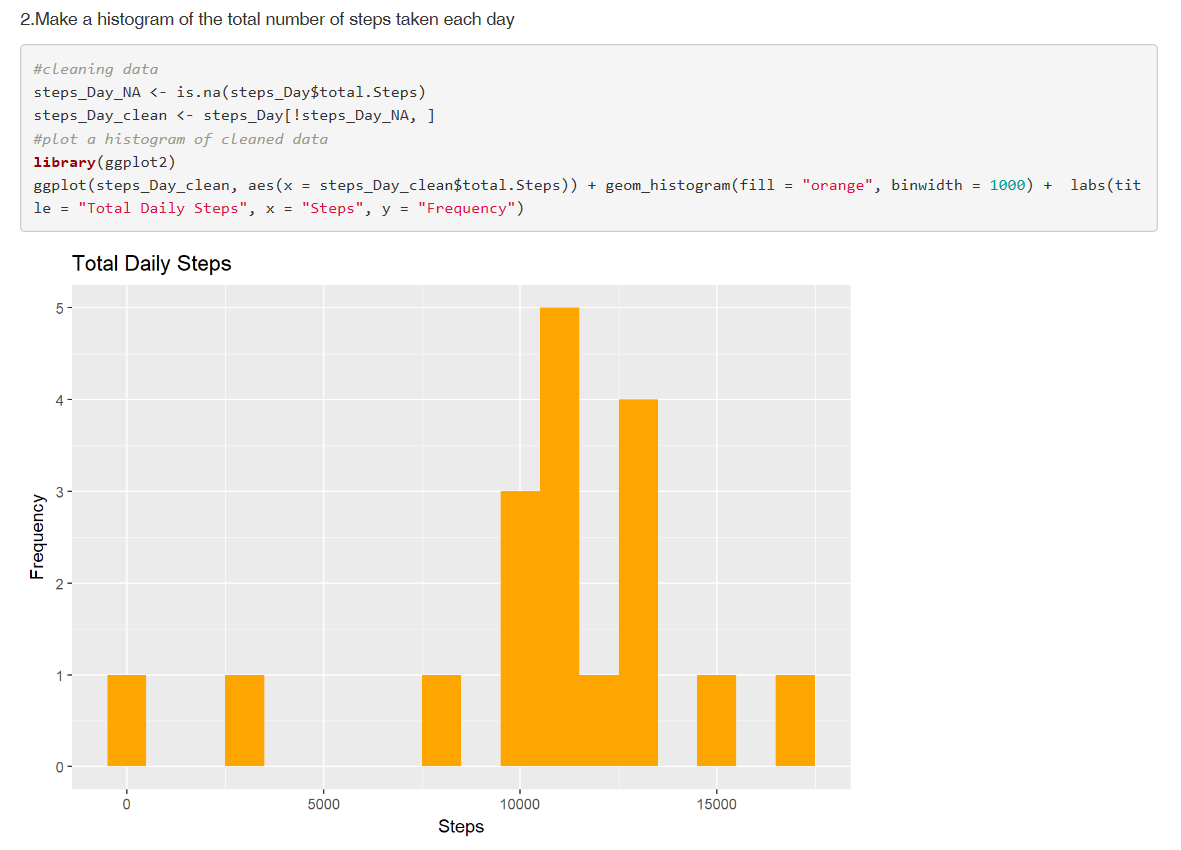 2.Make a histogram of the total number of steps taken each day
#cleaning data
steps_Day_NA <- is.na(steps_Day$total.Steps)
steps_Day_clean <- steps_Day[!steps_Day_NA, ]
#plot a histogram of cleaned data
library(ggplot2)
ggplot(steps_Day_clean, aes(x = steps_Day_clean$total.Steps)) + geom_histogram(fill = "orange", binwidth = 1000) +  labs(tit
le = "Total Daily Steps", x = "Steps", y = "Frequency")
Total Daily Steps
5
4
3
2
1
0
Frequency
0 5000 10000 15000
Steps